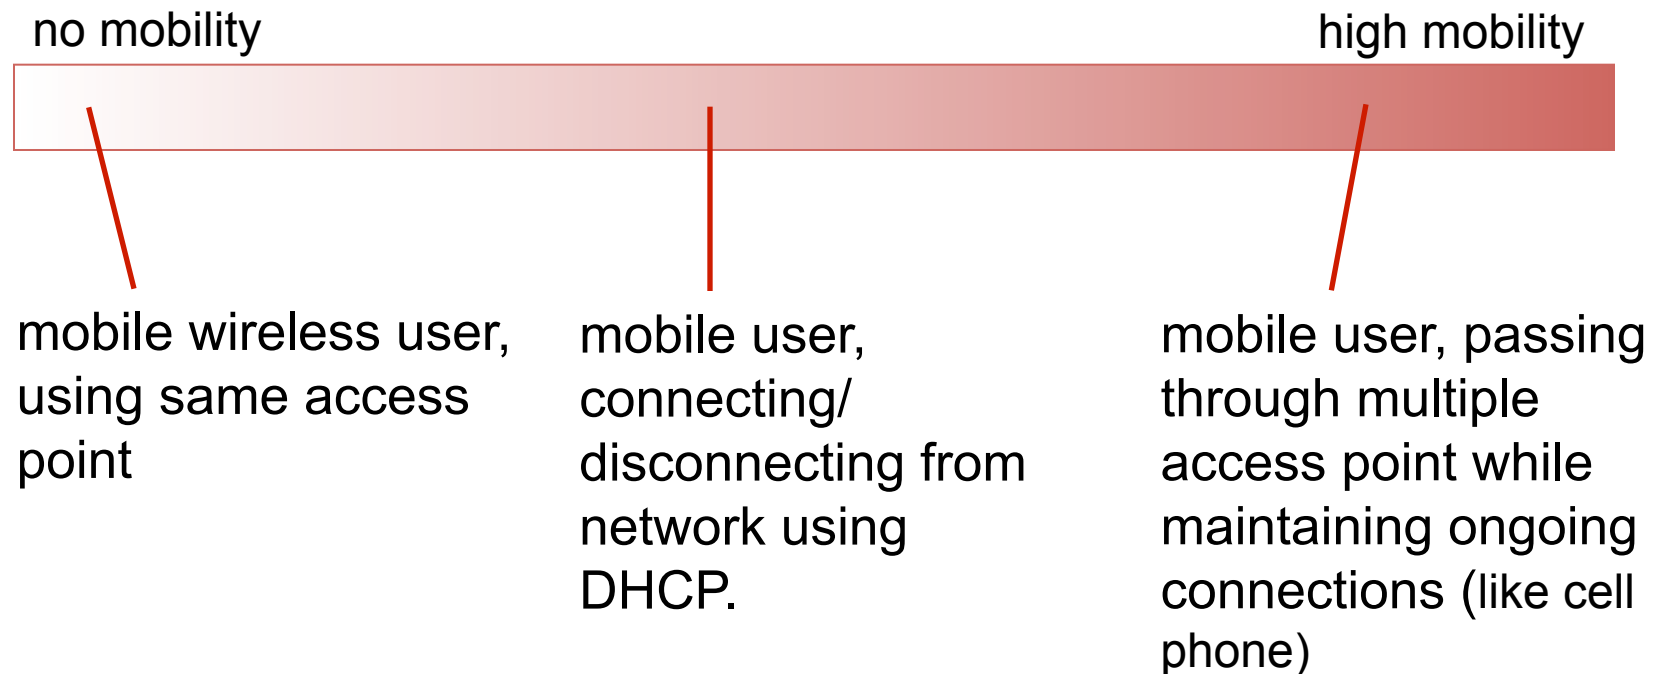 no mobility
high mobility
mobile wireless user,
using same access
point
mobile user,
connecting/
disconnecting from
network using
DHCP.
mobile user, passing
through multiple
access point while
maintaining ongoing
connections (like cell
phone)